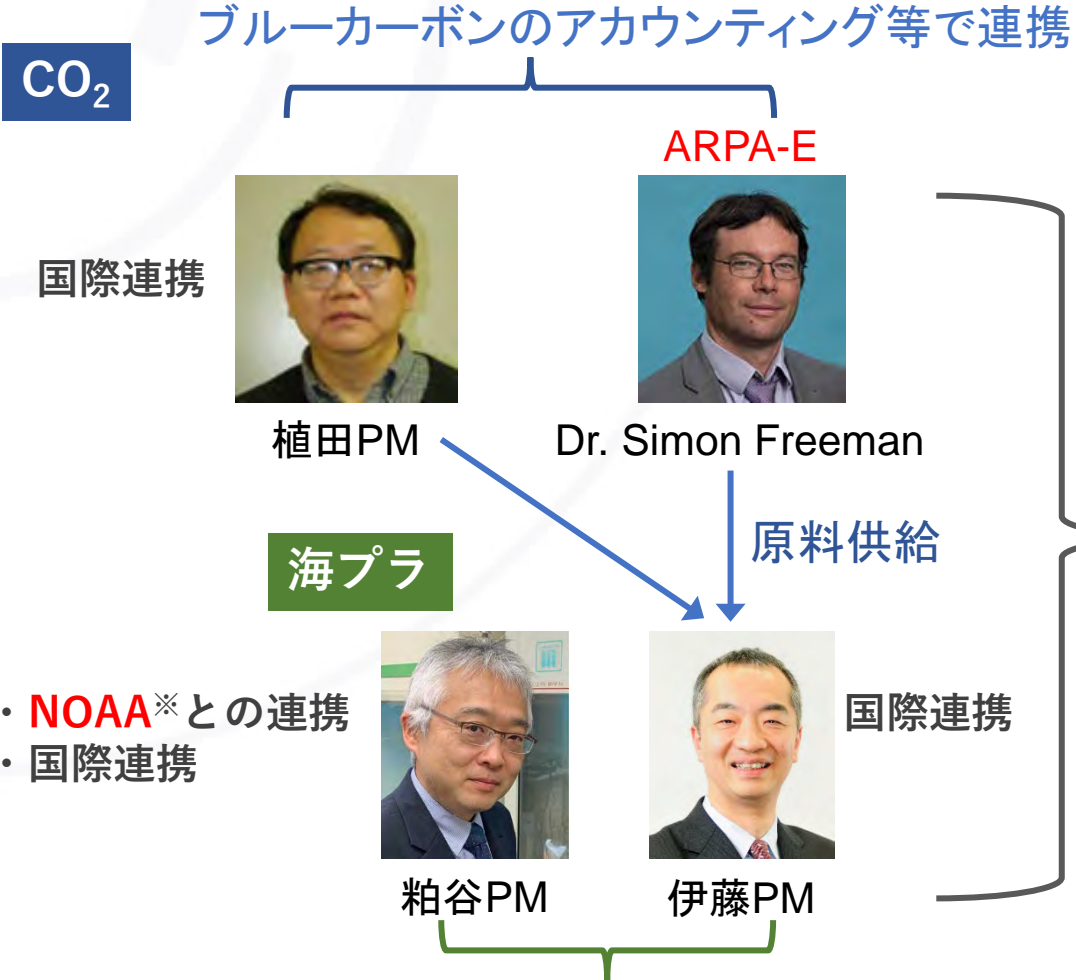 ブルーカーボンのアカウンティング等で連携
CO₂
ARPA-E
国際連携
植田PM
Dr. Simon Freeman
原料供給
海プラ
・NOAA※との連携
・国際連携
国際連携
粕谷PM
伊藤PM